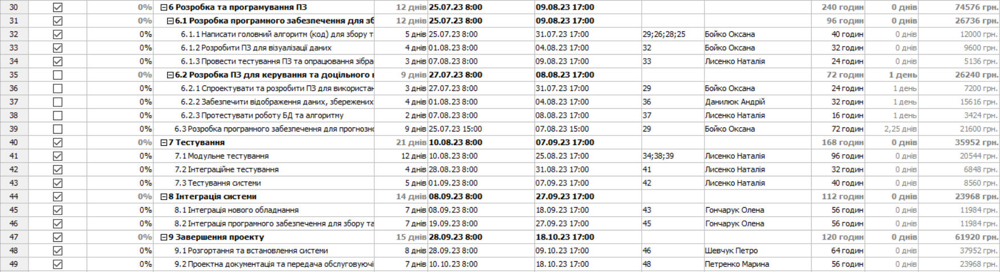 30 0% 6 Розробка та програмування ПЗ 12 днів 25.07.23 8:00 09.08.23 17:00 240 годин 0 днів 74576 грн.
31 0% 6.1 Розробка програмного забезпечення для зб 12 днів 25.07.23 8:00 09.08.23 17:00 96 годин 0 днів 26736 грн.
32 0% 6.1.1 Написати головний алгоритм (код) для збору т 5 днів 25.07.23 8:00 31.07.23 17:00 29;26;28;25 Бойко Оксана 40 годин 0 днів 12000 грн.
33 0% 6.1.2 Розробити ПЗ для візуалізації даних 4 днів 01.08.23 8:00 04.08.23 17:00 32 Бойко Оксана 32 годин 0 днів 9600 грн.
34 0% 6.1.3 Провести тестування ПЗ та опрацювання зібра 3 днів 07.08.23 8:00 09.08.23 17:00 33 Лисенко Наталія 24 годин 0 днів 5136 грн.
35 0% 6.2 Розробка ПЗ для керування та доцільного в 9 днів 27.07.23 8:00 08.08.23 17:00 72 годин 1 день 26240 грн.
36 0% 6.2.1 Спроектувати та розробити ПЗ для використан 3 днів 27.07.23 8:00 31.07.23 17:00 29 Бойко Оксана 24 годин 1 день 7200 грн.
37 0% 6.2.2 Забезпечити відображення даних, збережених 4 днів 01.08.23 8:00 04.08.23 17:00 36 Данилюк Андрій 32 годин 1 день 15616 грн.
38 0% 6.2.3 Протестувати роботу БД та алгоритму 2 днів 07.08.23 8:00 08.08.23 17:00 37 Лисенко Наталія 16 годин 1 день 3424 грн.
39 0% 6.3 Розробка програмного забезпечення для прогнозно 9 днів 25.07.23 15:00 07.08.23 15:00 29 Бойко Оксана 72 годин 2,25 днів 21600 грн.
40 0% 7 Тестування 21 днів 10.08.23 8:00 07.09.23 17:00 168 годин 0 днів 35952 грн.
41 0% 7.1 Модульне тестування 12 днів 10.08.23 8:00 25.08.23 17:00 34;38;39 Лисенко Наталія 96 годин 0 днів 20544 грн.
42 0% 7.2 Інтеграційне тестування 4 днів 28.08.23 8:00 31.08.23 17:00 41 Лисенко Наталія 32 годин 0 днів 6848 грн.
43 0% 7.3 Тестування системи 5 днів 01.09.23 8:00 07.09.23 17:00 42 Лисенко Наталія 40 годин 0 днів 8560 грн.
44 0% 8 Інтеграція системи 14 днів 08.09.23 8:00 27.09.23 17:00 112 годин 0 днів 23968 грн.
45 0% 8.1 Інтеграція нового обладнання 7 днів 08.09.23 8:00 18.09.23 17:00 43 Гончарук Олена 56 годин 0 днів 11984 грн.
46 0% 8.2 Інтеграція програмного забезпечення для збору та 7 днів 19.09.23 8:00 27.09.23 17:00 45 Гончарук Олена 56 годин 0 днів 11984 грн.
47 0% 9 Завершення проекту 15 днів 28.09.23 8:00 18.10.23 17:00 120 годин 0 днів 61920 грн.
48 0% 9.1 Розгортання та встановлення системи 8 днів 28.09.23 8:00 09.10.23 17:00 46 Шевчук Петро 64 годин 0 днів 37952 грн.
49 0% 9.2 Проектна документація та передача обслуговуючі 7 днів 10.10.23 8:00 18.10.23 17:00 48 Петренко Марина 56 годин 0 днів 23968 грн.